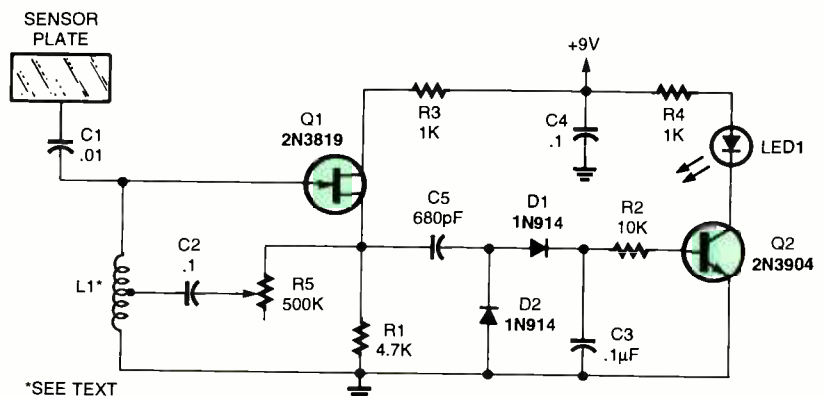 SENSOR
PLATE
+9V
C1
.01
Q1
2N3819
R3
1K
C4
.1
R4
1K
LED1
C5
680pF
D1
1N914
R2
10K
Q2
2N3904
C2
.1
L1*
R5
500K
R1
4.7K
D2
1N914
C3
.1µF
*SEE TEXT